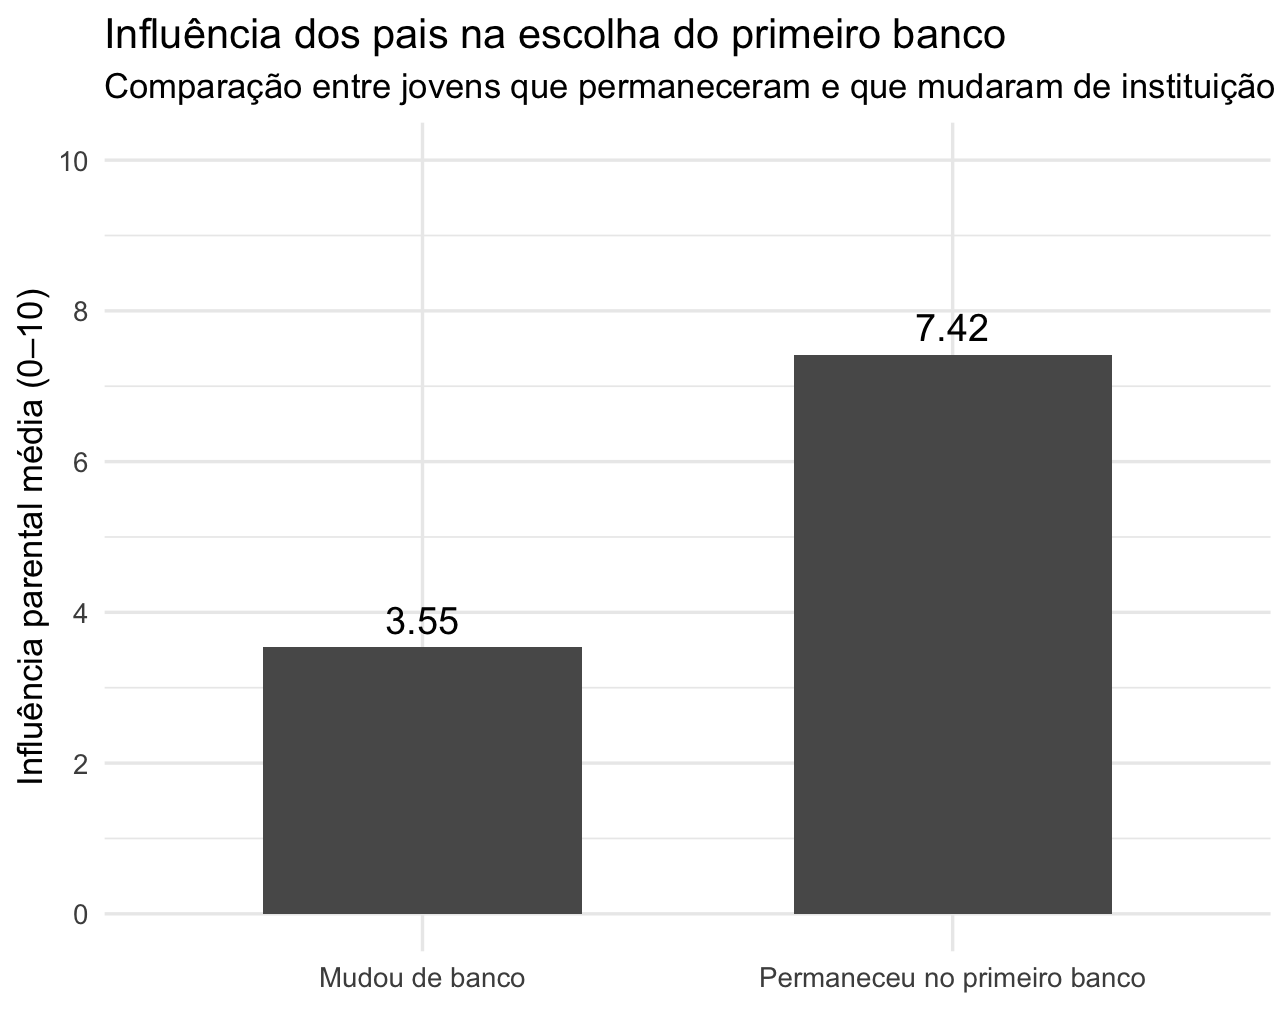 Influência dos pais na escolha do primeiro banco
Comparação entre jovens que permaneceram e que mudaram de instituição
Influência parental média (0–10)
10
8
6
4
2
0
3.55
7.42
Mudou de banco
Permaneceu no primeiro banco